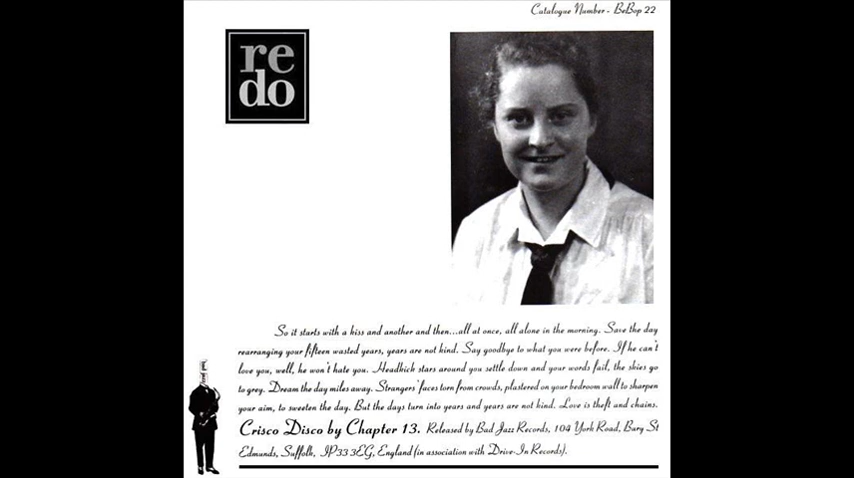 Catalogue Number - BeBop 22
re
do
So it starts with a kiss and another and then...all at once, all alone in the morning. Save the day
rearranging your fifteen wasted years, years are not kind. Say goodbye to what you were before. If he can't
love you, well, he won't hate you. Headkick stars around you settle down and your words fail, the skies go
to grey. Dream the day miles away. Strangers' faces torn from crowds, plastered on your bedroom wall to sharpen
your aim, to sweeten the day. But the days turn into years and years are not kind. Love is theft and chains.
Crisco Disco by Chapter 13. Released by Bad Jazz Records, 104 York Road, Bury St
Edmunds, Suffolk, IP33 3EG, England (in association with Drive-In Records).